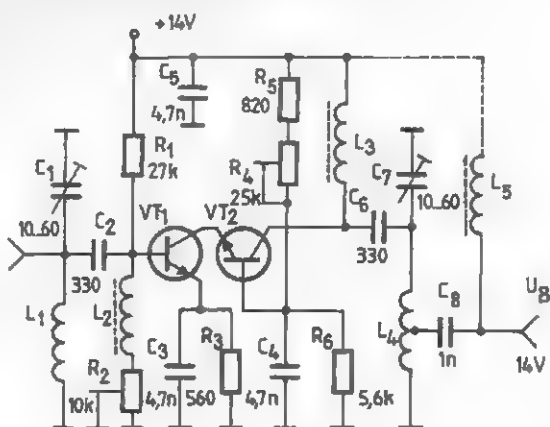 +14V
C5
4,7n
R5
820
R1
27k
R4
25k
L3
C7
10..60
L5
C1
10..60
C2
330
VT1
VT2
C6
330
L1
L2
R2
10k
C3
4,7n
560
R3
4,7n
C4
R6
5,6k
L4
C8
1n
U8
14V